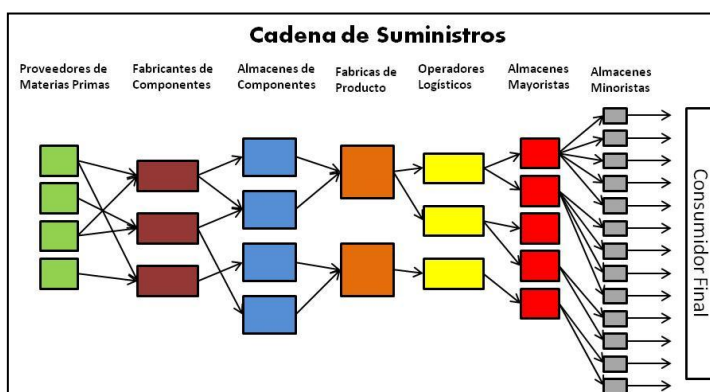 Cadena de Suministros
Proveedores de
Materias Primas
Fabricantes de
Componentes
Almacenes de
Componentes
Fabricas de
Producto
Operadores
Logísticos
Almacenes
Mayoristas
Almacenes
Minoristas
Consumidor Final